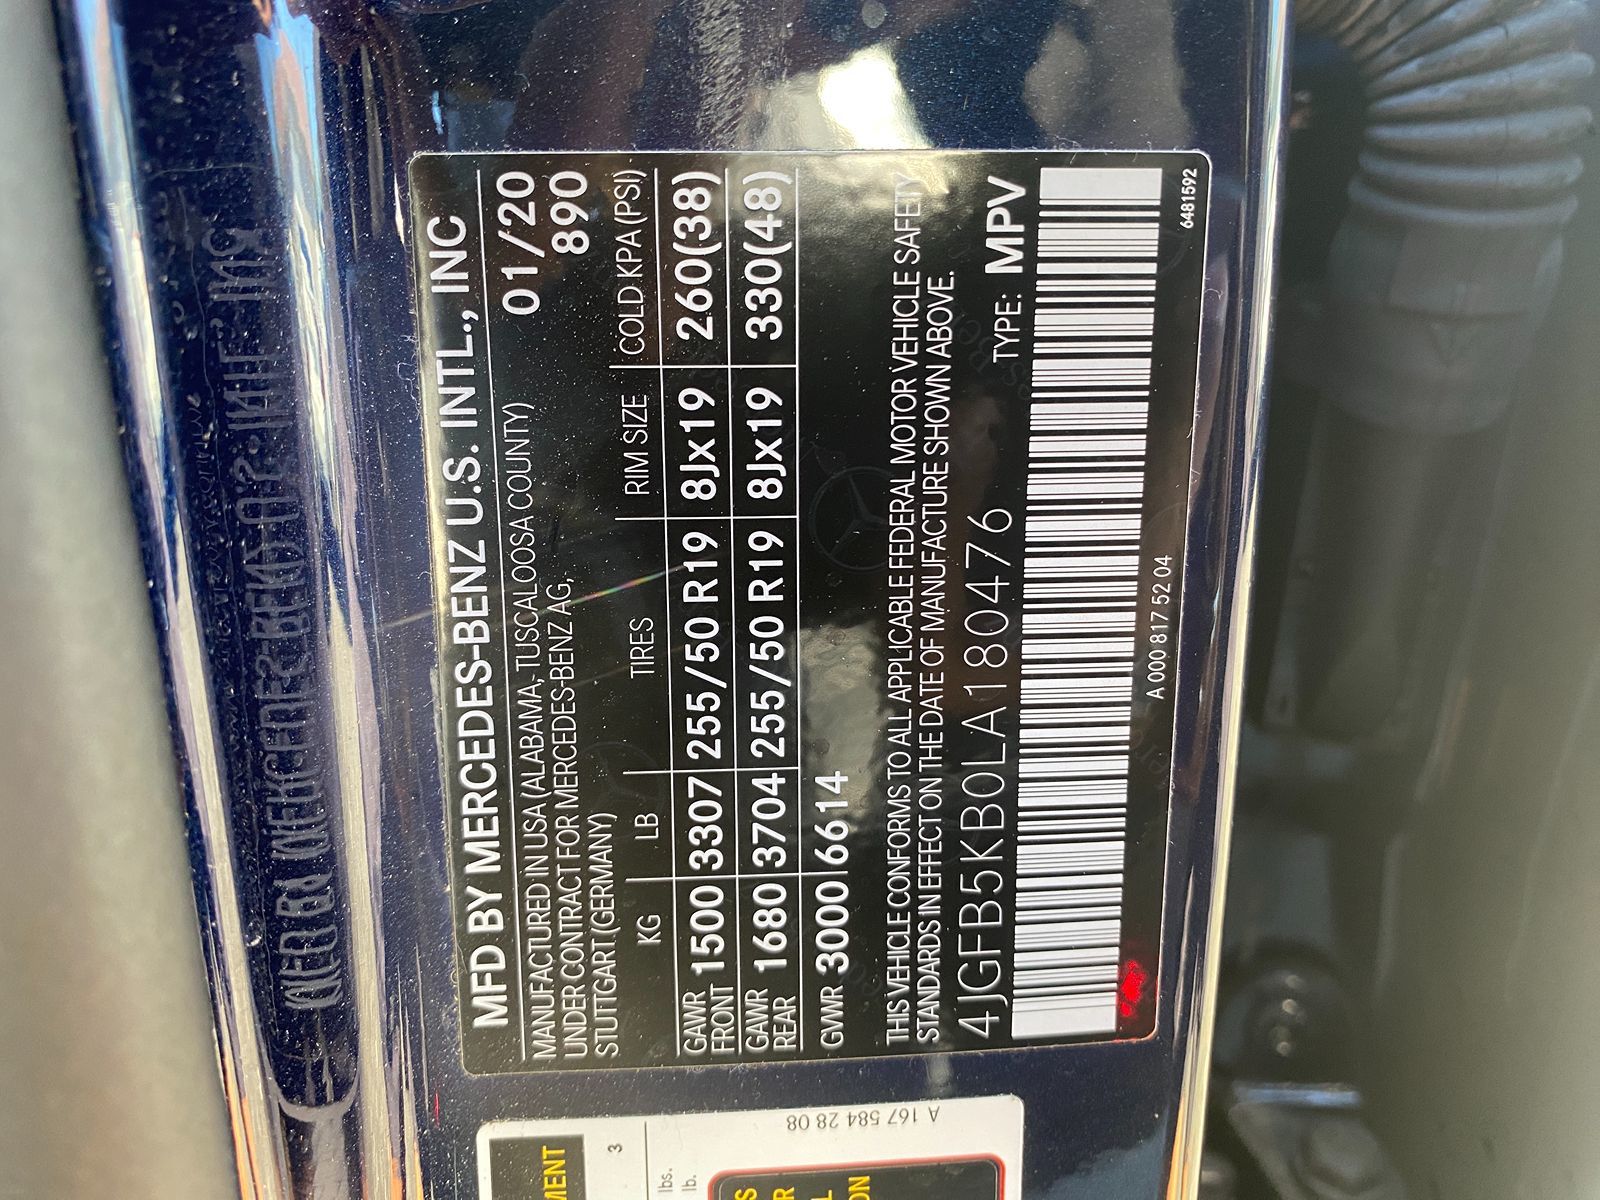 MFD BY MERCEDES-BENZ U.S. INTL., INC
MANUFACTURED IN USA (ALABAMA, TUSCALOOSA COUNTY) 01/20
UNDER CONTRACT FOR MERCEDES-BENZ AG, 890
STUTTGART (GERMANY)
KG LB TIRES RIM SIZE COLD KPA (PSI)
GAWR FRONT 1500 3307 255/50 R19 8Jx19 260(38)
GAWR REAR 1680 3704 255/50 R19 8Jx19 330(48)
GVWR 3000 6614
THIS VEHICLE CONFORMS TO ALL APPLICABLE FEDERAL MOTOR VEHICLE SAFETY
STANDARDS IN EFFECT ON THE DATE OF MANUFACTURE SHOWN ABOVE.
4JGFB5KB0LA180476 TYPE: MPV
A 000 817 52 04
6481592
A 167 584 28 08
3
lbs.
lb.